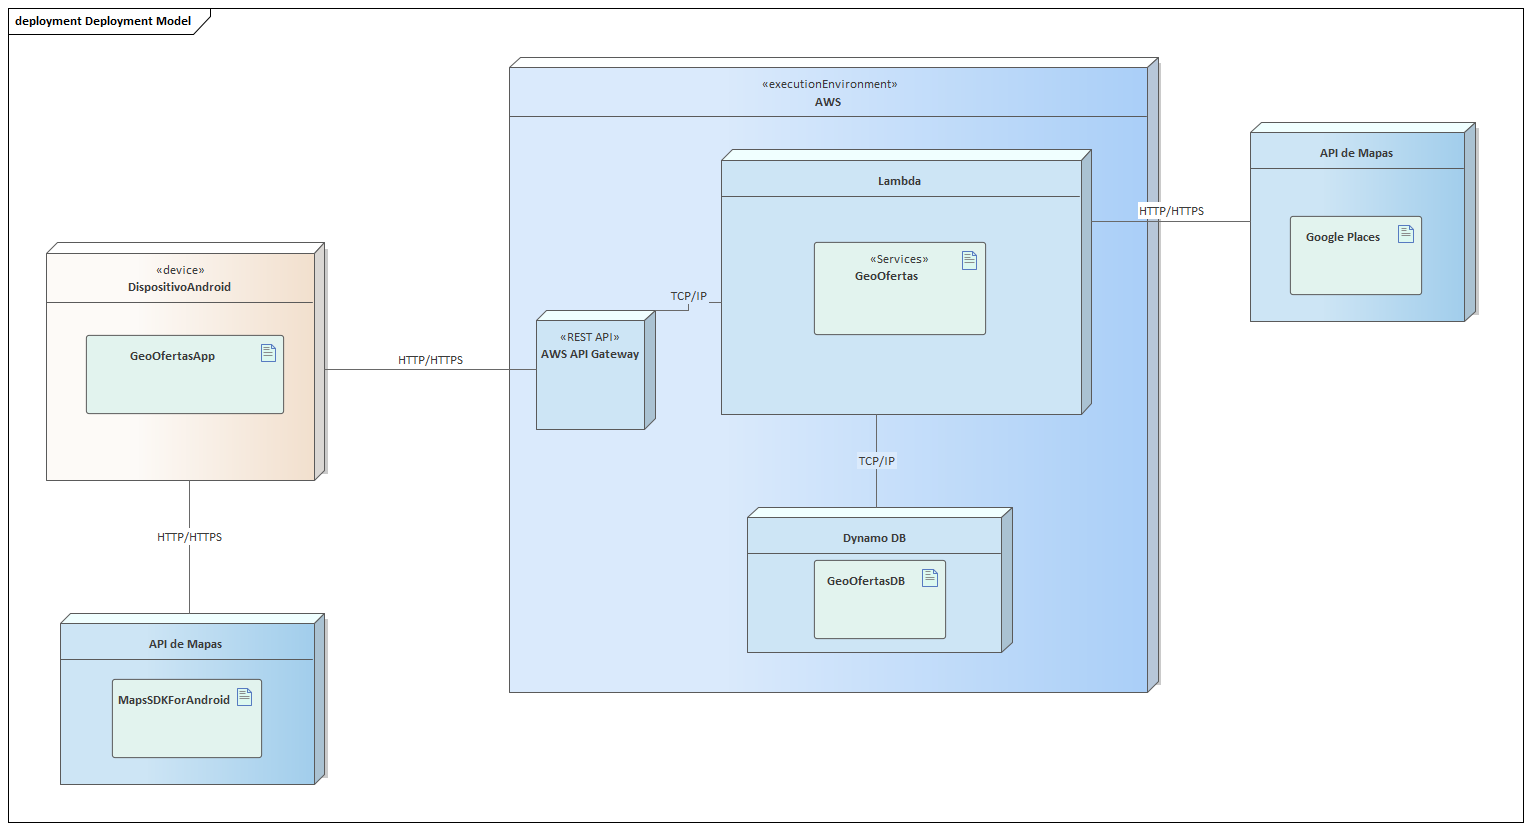 deployment Deployment Model
«executionEnvironment»
AWS
Lambda
«Services»
GeoOfertas
API de Mapas
Google Places
HTTP/HTTPS
«device»
DispositivoAndroid
GeoOfertasApp
HTTP/HTTPS
TCP/IP
«REST API»
AWS API Gateway
TCP/IP
Dynamo DB
GeoOfertasDB
HTTP/HTTPS
API de Mapas
MapsSDKForAndroid